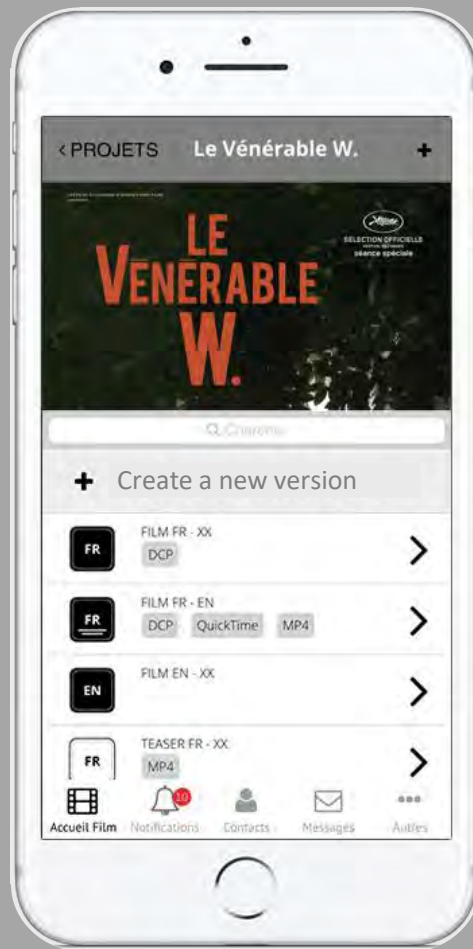 < PROJETS Le Vénérable W. +
SÉLECTION OFFICIELLE
séance spéciale
LE
VÉNÉRABLE
W.
Chercher
+ Create a new version
FR FILM FR - XX
DCP
FR FILM FR - EN
DCP QuickTime MP4
EN FILM EN - XX
FR TEASER FR - XX
MP4
10
Accueil Film Notifications Contacts Messages Autres